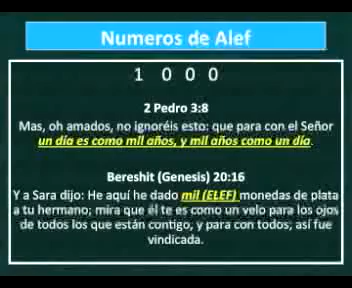 Numeros de Alef
1 0 0 0
2 Pedro 3:8
Mas, oh amados, no ignoréis esto: que para con el Señor
un día es como mil años, y mil años como un día.
Bereshit (Genesis) 20:16
Y a Sara dijo: He aquí he dado mil (ELEF) monedas de plata
a tu hermano; mira que él te es como un velo para los ojos
de todos los que están contigo, y para con todos; así fue
vindicada.